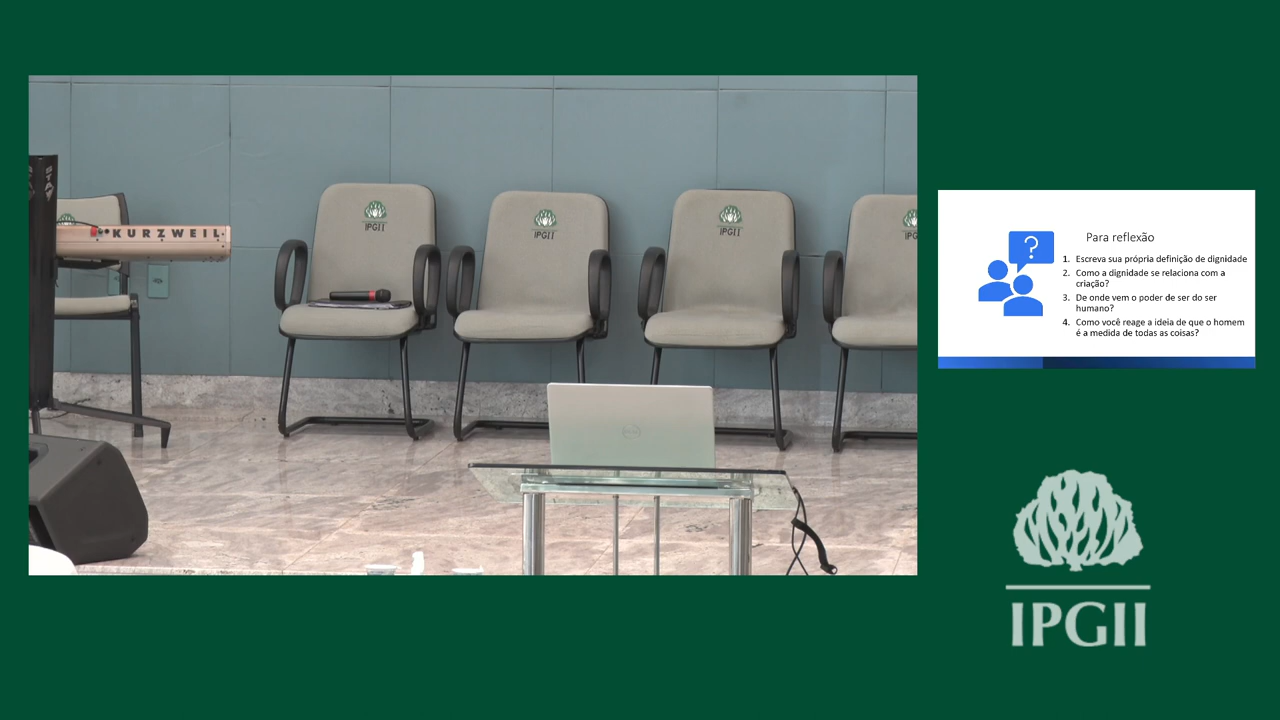 KURZWEIL
IPGII
IPGII
IPGII
IPG
DELL
?
Para reflexão
1. Escreva sua própria definição de dignidade
2. Como a dignidade se relaciona com a
criação?
3. De onde vem o poder de ser do ser
humano?
4. Como você reage a ideia de que o homem
é a medida de todas as coisas?
IPGII